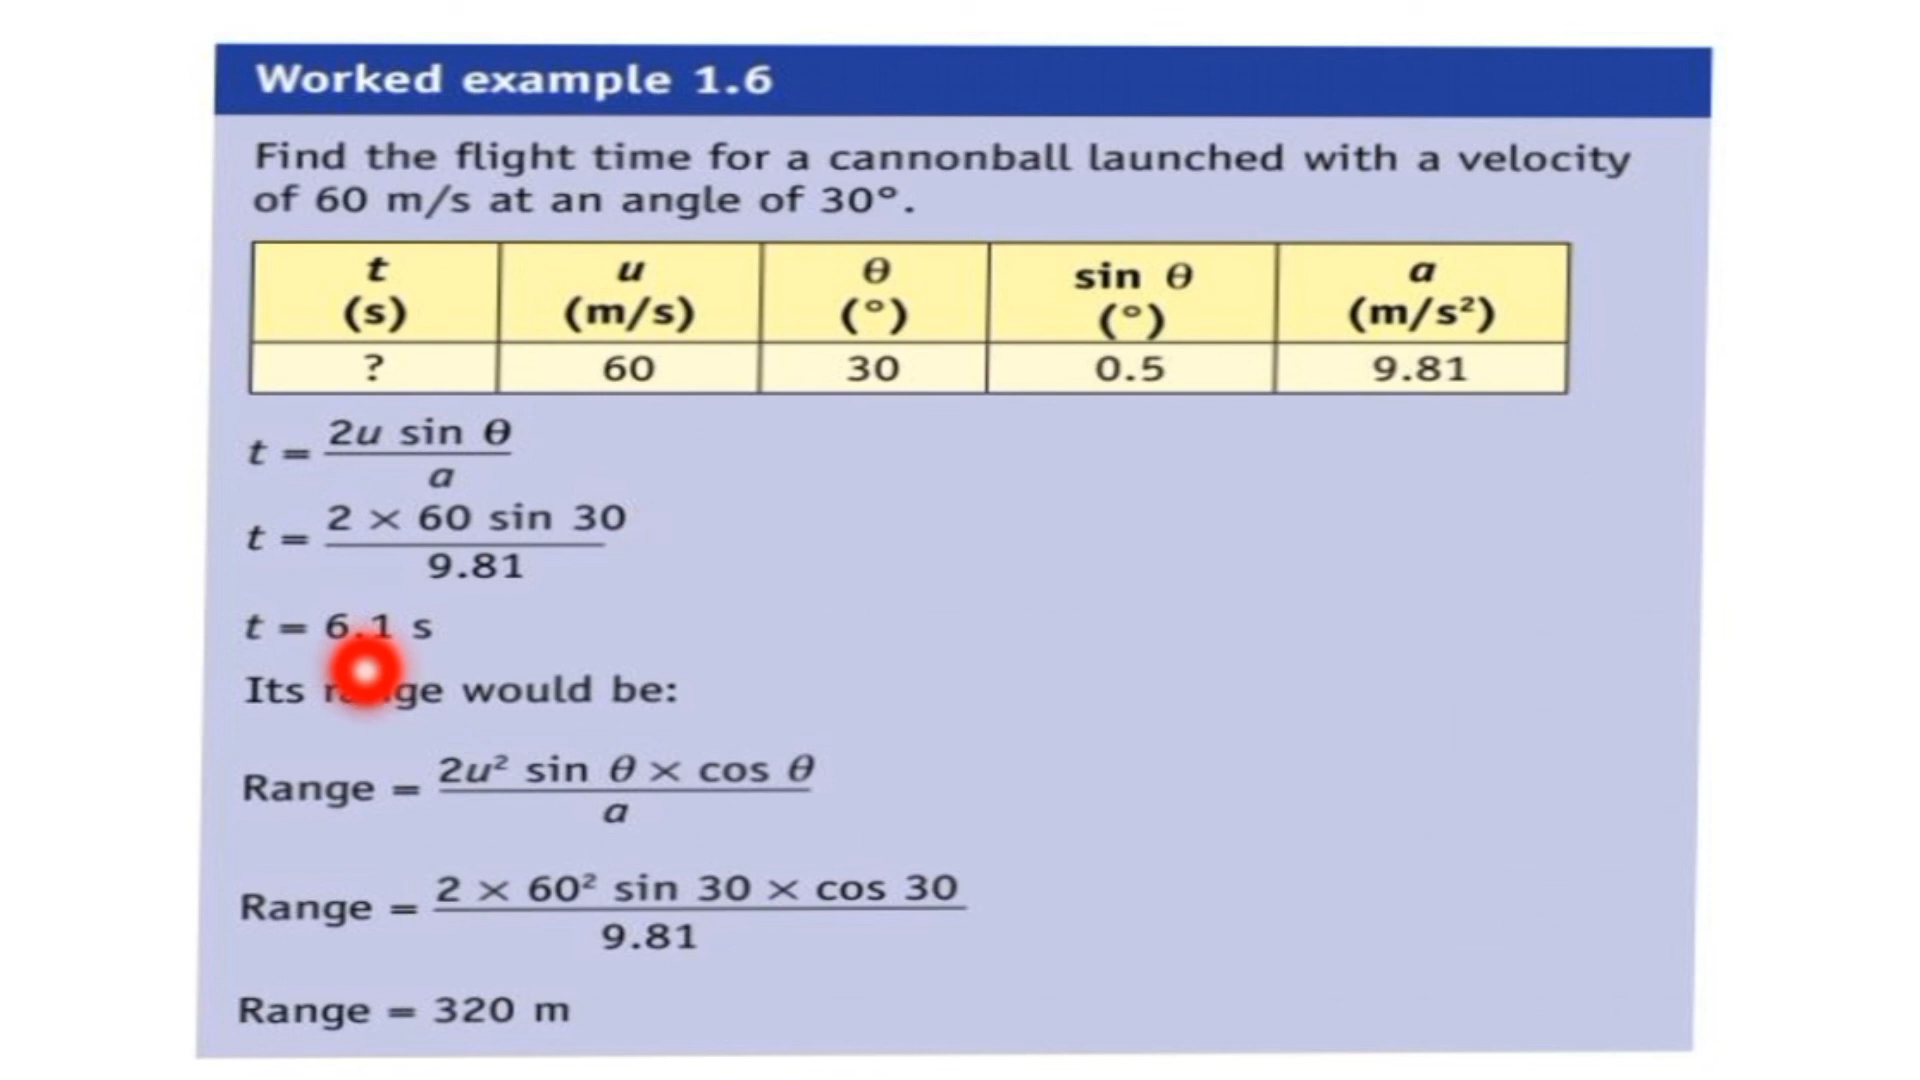 Worked example 1.6
Find the flight time for a cannonball launched with a velocity
of 60 m/s at an angle of 30°.
t (s) u (m/s) θ (°) sin θ (°) a (m/s²)
? 60 30 0.5 9.81
t = 2u sin θ / a
t = 2 × 60 sin 30 / 9.81
t = 6.1 s
Its would be:
Range = 2u² sin θ × cos θ / a
Range = 2 × 60² sin 30 × cos 30 / 9.81
Range = 320 m